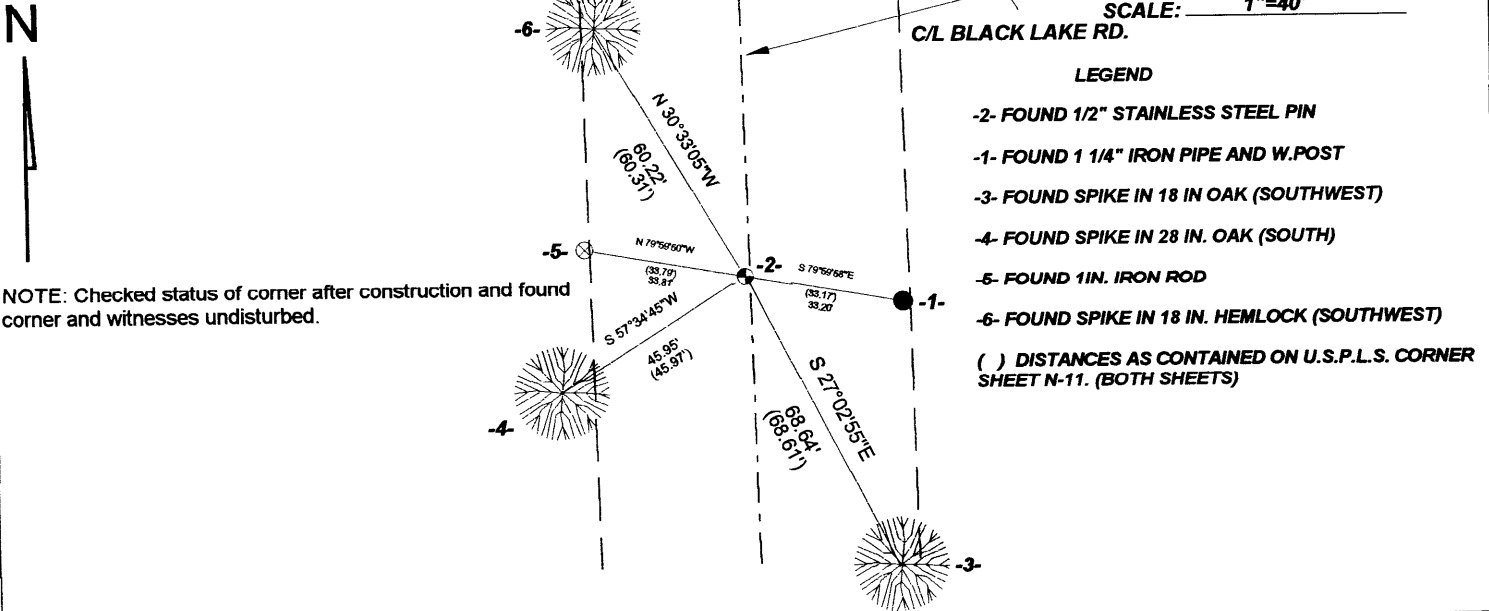 N
SCALE: 1"=40'
C/L BLACK LAKE RD.
LEGEND
-2- FOUND 1/2" STAINLESS STEEL PIN
-1- FOUND 1 1/4" IRON PIPE AND W.POST
-3- FOUND SPIKE IN 18 IN OAK (SOUTHWEST)
-4- FOUND SPIKE IN 28 IN. OAK (SOUTH)
-5- FOUND 1IN. IRON ROD
-6- FOUND SPIKE IN 18 IN. HEMLOCK (SOUTHWEST)
( ) DISTANCES AS CONTAINED ON U.S.P.L.S. CORNER
SHEET N-11. (BOTH SHEETS)
NOTE: Checked status of corner after construction and found
corner and witnesses undisturbed.
-6-
N 30°33'05"W
60.22'
(60.31')
-5-
N 79°59'60"W
(33.79')
33.81'
-2-
S 79°59'58"E
(33.17')
33.20'
-1-
S 57°34'45"W
45.95'
(45.97')
-4-
S 27°02'55"E
68.64'
(68.61')
-3-